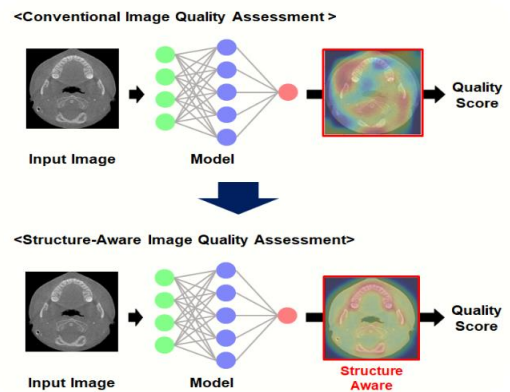 <Conventional Image Quality Assessment >
Input Image
Model
Quality
Score
<Structure-Aware Image Quality Assessment>
Input Image
Model
Structure
Aware
Quality
Score